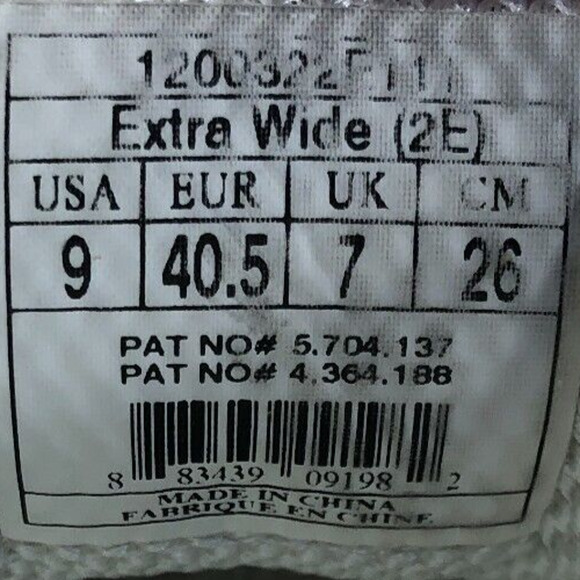 Extra Wide (2E)
USA EUR UK CM
9 40.5 7 26
PAT NO# 5.704.137
PAT NO# 4.364.188
8 83439 09198 2
MADE IN CHINA
FABRIQUE EN CHINE